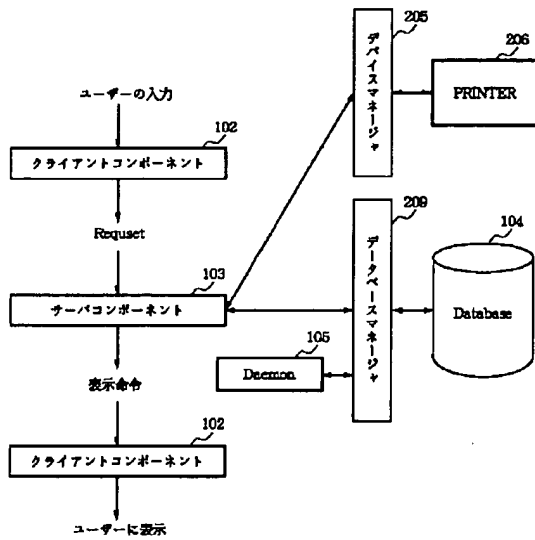 205
206
デバイスマネージャ
PRINTER
ユーザーの入力
102
クライアントコンポーネント
Requset
209
104
データベースマネージャ
Database
103
サーバコンポーネント
105
Daemon
表示命令
102
クライアントコンポーネント
ユーザーに表示